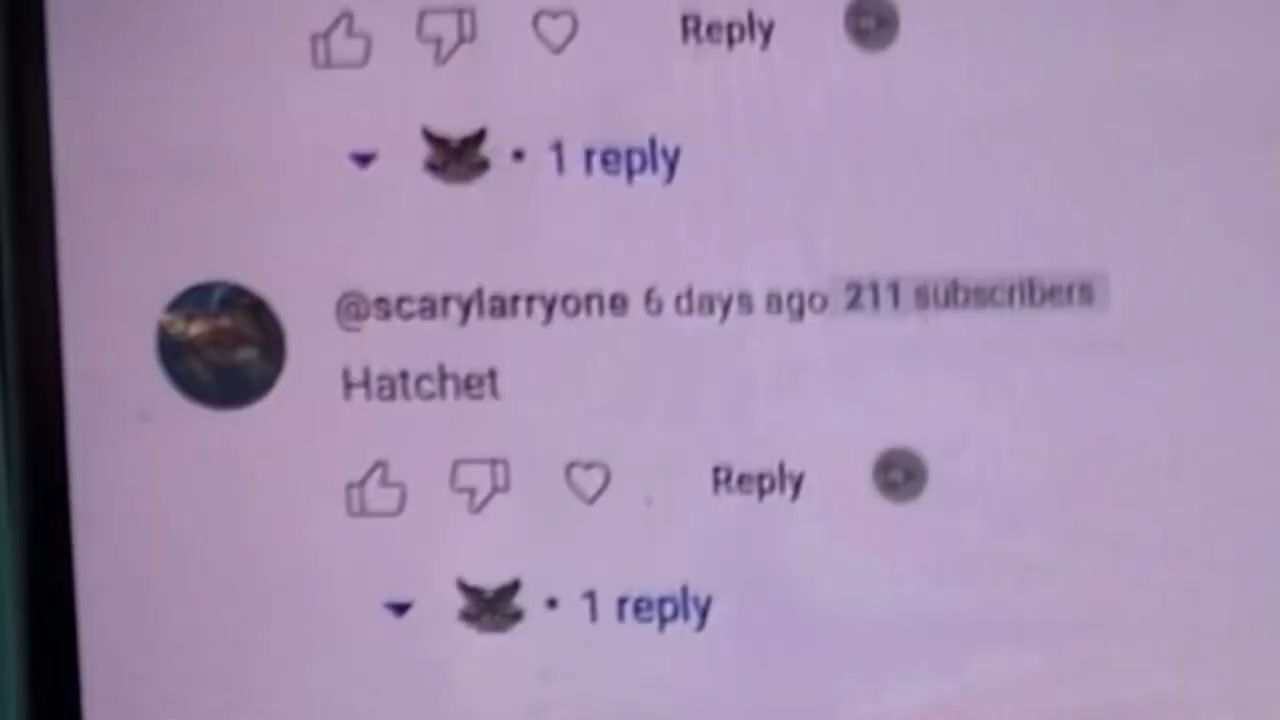 Reply
• 1 reply
@scarylarryone 6 days ago 211 subscribers
Hatchet
Reply
• 1 reply